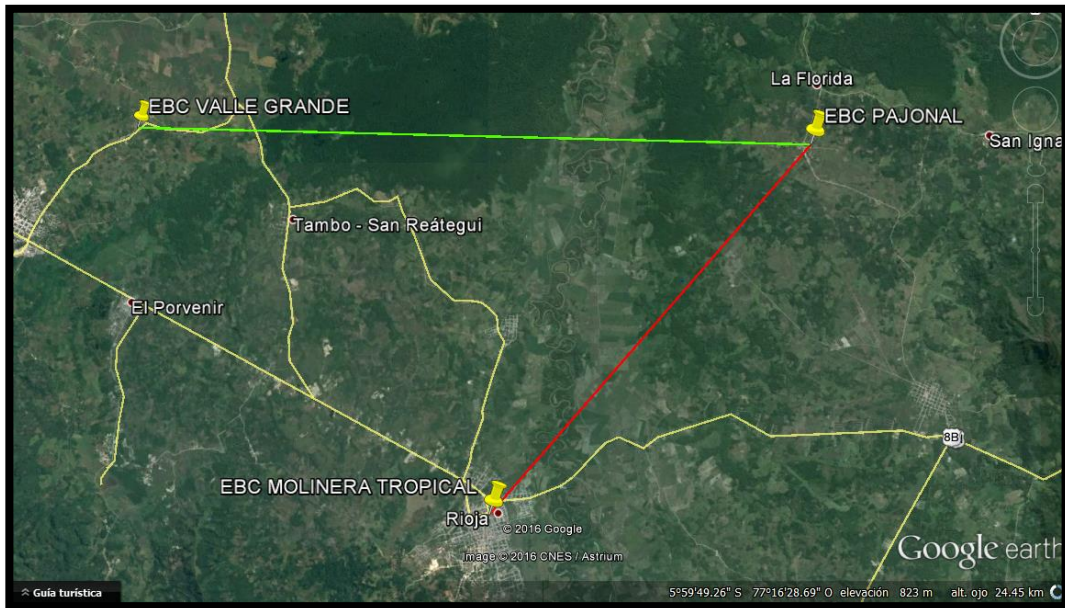 La Florida
EBC VALLE GRANDE
EBC PAJONAL
San Igna
Tambo - San Reátegui
El Porvenir
8B
EBC MOLINERA TROPICAL
Rioja
© 2016 Google
Image © 2016 CNES / Astrium
Google earth
Guía turística
5°59'49.26" S 77°16'28.69" O elevación 823 m alt. ojo 24.45 km